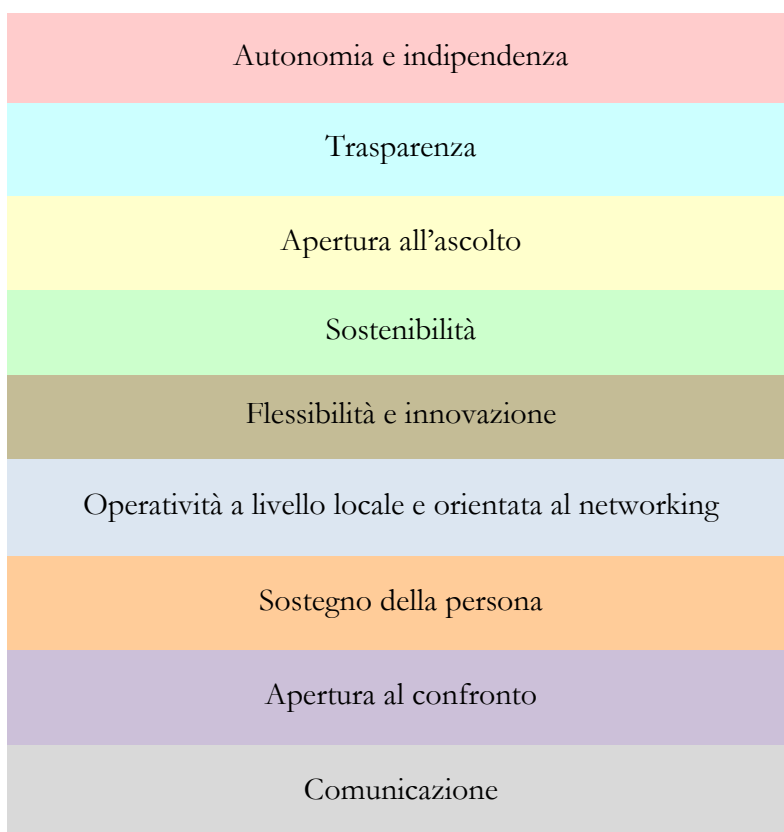 Autonomia e indipendenza
Trasparenza
Apertura all’ascolto
Sostenibilità
Flessibilità e innovazione
Operatività a livello locale e orientata al networking
Sostegno della persona
Apertura al confronto
Comunicazione